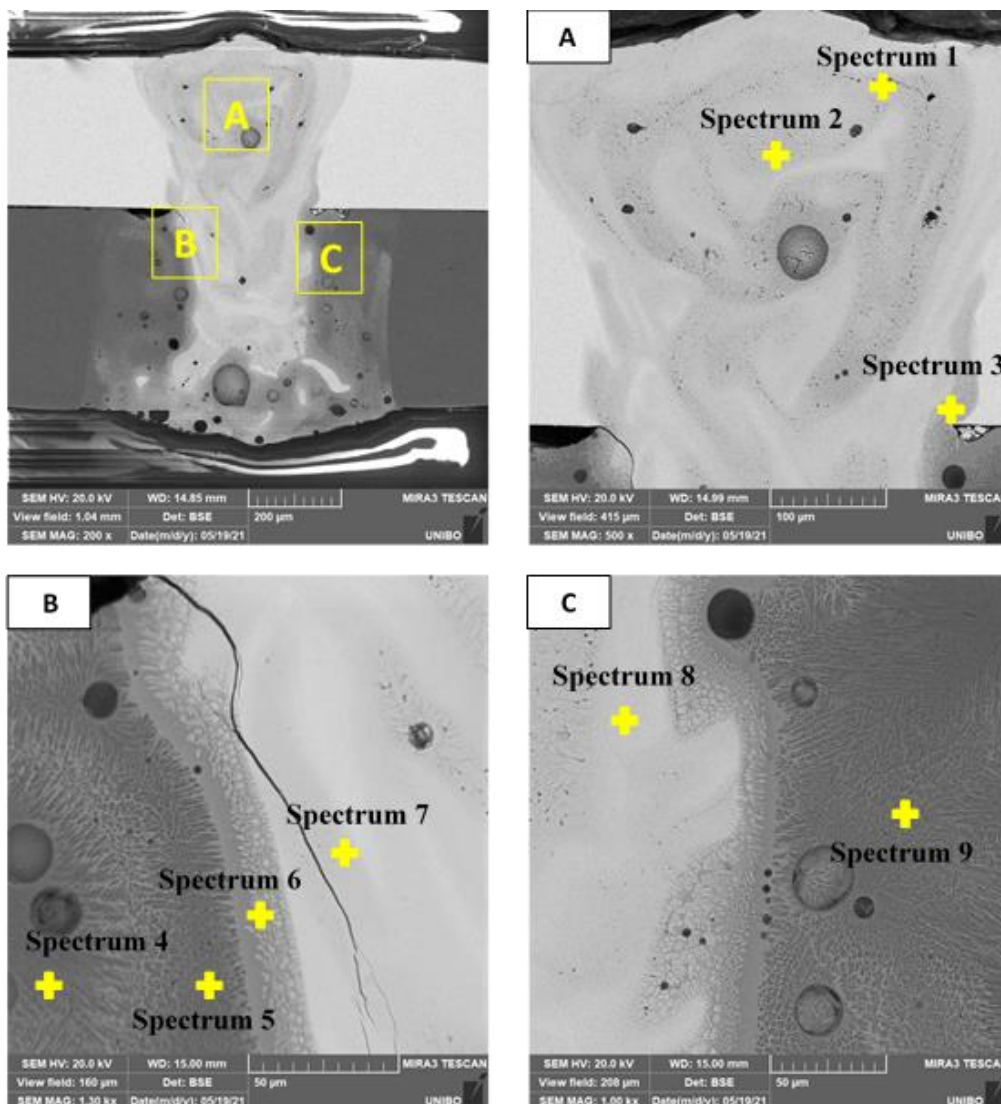 A
B
C
SEM HV: 20.0 kV WD: 14.85 mm MIRA3 TESCAN
View field: 1.04 mm Det: BSE 200 µm
SEM MAG: 200 x Date(m/d/y): 05/19/21 UNIBO
A
Spectrum 1
Spectrum 2
Spectrum 3
SEM HV: 20.0 kV WD: 14.99 mm MIRA3 TESCAN
View field: 415 µm Det: BSE 100 µm
SEM MAG: 500 x Date(m/d/y): 05/19/21 UNIBO
B
Spectrum 7
Spectrum 6
Spectrum 4
Spectrum 5
SEM HV: 20.0 kV WD: 15.00 mm MIRA3 TESCAN
View field: 160 µm Det: BSE 50 µm
SEM MAG: 1.30 kx Date(m/d/y): 05/19/21 UNIBO
C
Spectrum 8
Spectrum 9
SEM HV: 20.0 kV WD: 15.00 mm MIRA3 TESCAN
View field: 208 µm Det: BSE 50 µm
SEM MAG: 1.00 kx Date(m/d/y): 05/19/21 UNIBO